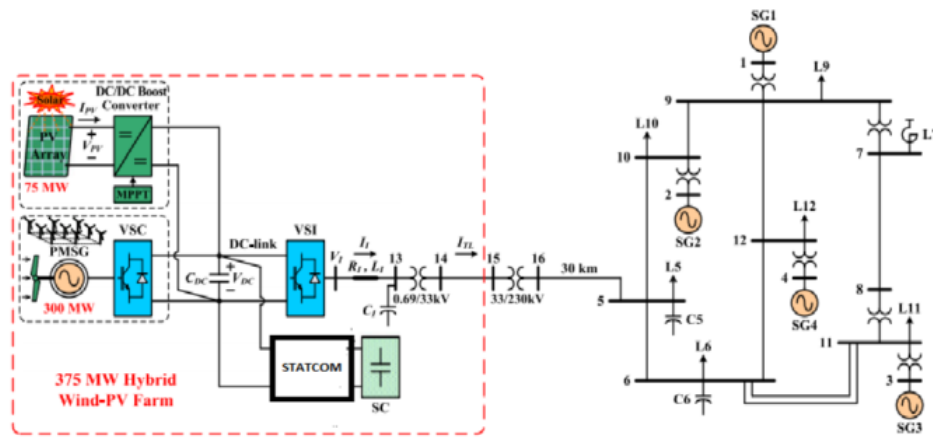 Solar
I_PV
DC/DC Boost
Converter
PV
Array
+
V_PV
−
75 MW
MPPT
PMSG
300 MW
VSC
DC-link
C_DC
+
V_DC
−
VSI
V_I
I_I
R_I , L_I
13
14
I_TL
C_I
0.69/33kV
15
16
33/230kV
30 km
STATCOM
SC
375 MW Hybrid
Wind-PV Farm
SG1
1
9
L9
L10
10
2
SG2
7
L12
12
4
SG4
L5
5
C5
L6
6
C6
8
L11
11
3
SG3